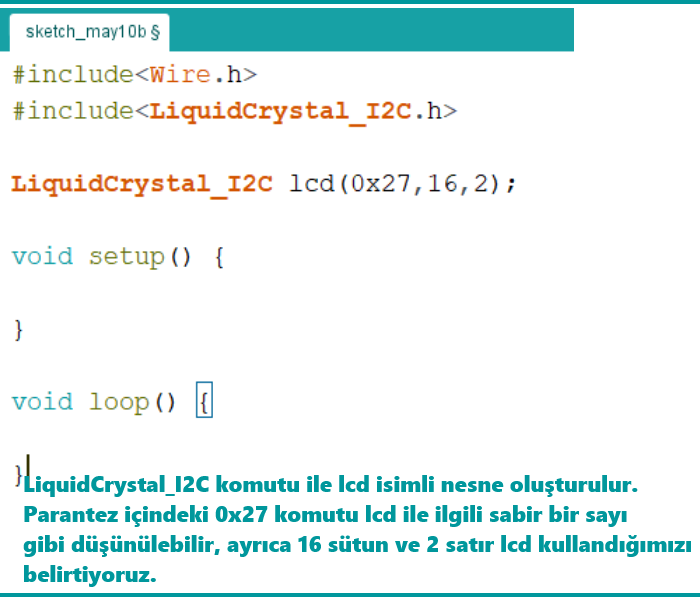 sketch_may10b §
#include<Wire.h>
#include<LiquidCrystal_I2C.h>
LiquidCrystal_I2C lcd(0x27,16,2);
void setup() {
}
void loop() {
}
LiquidCrystal_I2C komutu ile lcd isimli nesne oluşturulur.
Parantez içindeki 0x27 komutu lcd ile ilgili sabir bir sayı
gibi düşünülebilir, ayrıca 16 sütun ve 2 satır lcd kullandığımızı
belirtiyoruz.